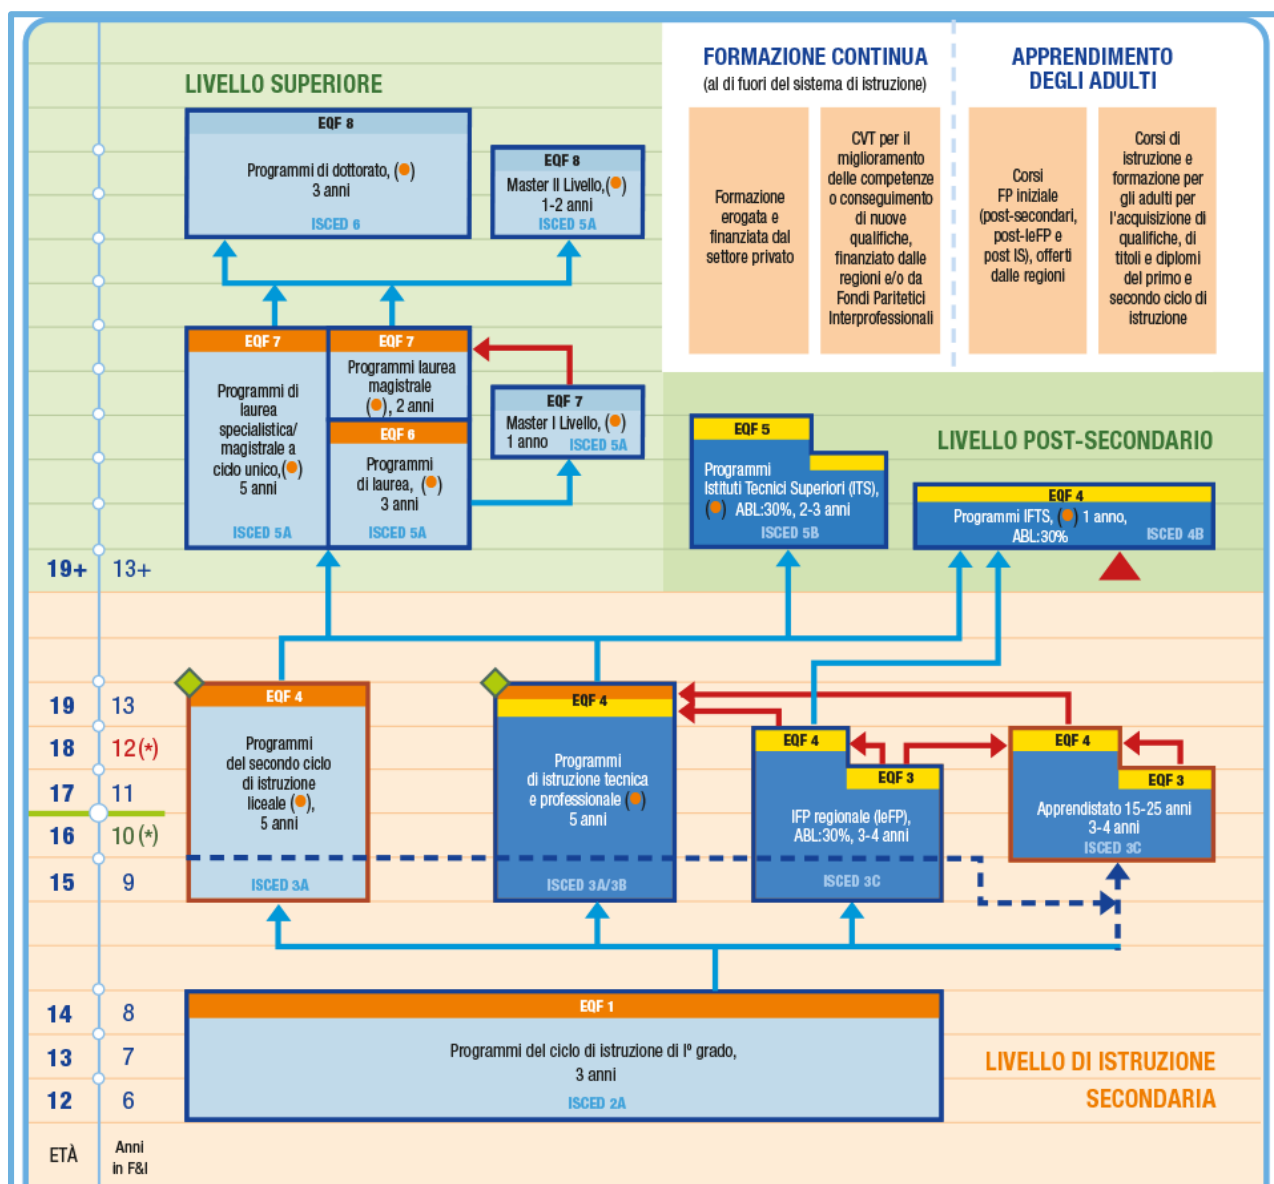 LIVELLO SUPERIORE
EQF 8
Programmi di dottorato, ( )
3 anni
ISCED 6
EQF 8
Master II Livello, ( )
1-2 anni
ISCED 5A
FORMAZIONE CONTINUA
(al di fuori del sistema di istruzione)
Formazione
erogata e
finanziata dal
settore privato
CVT per il
miglioramento
delle competenze
o conseguimento
di nuove
qualifiche,
finanziato dalle
regioni e/o da
Fondi Paritetici
Interprofessionali
APPRENDIMENTO
DEGLI ADULTI
Corsi
FP iniziale
(post-secondari,
post-IeFP e
post IS), offerti
dalle regioni
Corsi di
istruzione e
formazione per
gli adulti per
l'acquisizione di
qualifiche, di
titoli e diplomi
del primo e
secondo ciclo di
istruzione
EQF 7
Programmi di
laurea
specialistica/
magistrale a
ciclo unico,( )
5 anni
ISCED 5A
EQF 7
Programmi laurea
magistrale
( ), 2 anni
EQF 6
Programmi
di laurea, ( )
3 anni
ISCED 5A
EQF 7
Master I Livello, ( )
1 anno ISCED 5A
LIVELLO POST-SECONDARIO
EQF 5
Programmi
Istituti Tecnici Superiori (ITS),
( ) ABL:30%, 2-3 anni
ISCED 5B
EQF 4
Programmi IFTS, ( ) 1 anno,
ABL:30% ISCED 4B
19+ 13+
19 13
18 12(*)
17 11
16 10(*)
15 9
EQF 4
Programmi
del secondo ciclo
di istruzione
liceale ( ),
5 anni
ISCED 3A
EQF 4
Programmi
di istruzione tecnica
e professionale ( )
5 anni
ISCED 3A/3B
EQF 4
EQF 3
IFP regionale (IeFP),
ABL:30%, 3-4 anni
ISCED 3C
EQF 4
EQF 3
Apprendistato 15-25 anni
3-4 anni
ISCED 3C
14 8
13 7
12 6
EQF 1
Programmi del ciclo di istruzione di Iº grado,
3 anni
ISCED 2A
LIVELLO DI ISTRUZIONE
SECONDARIA
ETÀ
Anni
in F&I